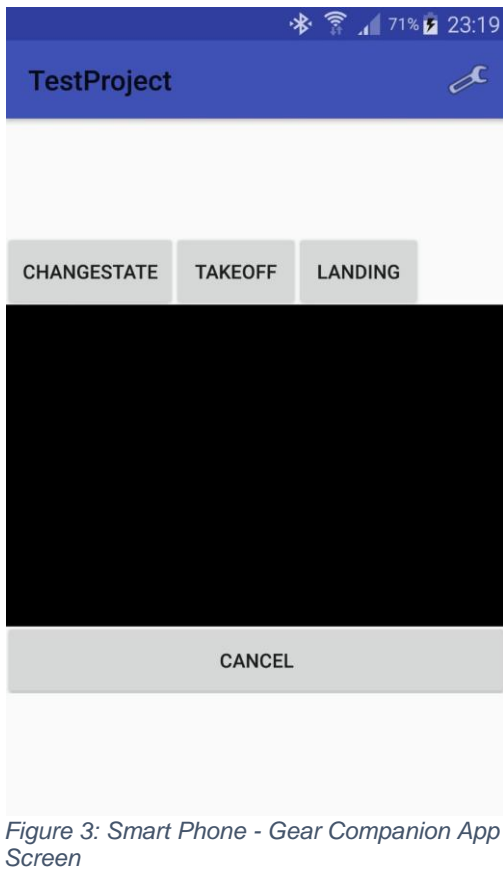 71% 23:19
TestProject
CHANGESTATE TAKEOFF LANDING
CANCEL
Figure 3: Smart Phone - Gear Companion App
Screen